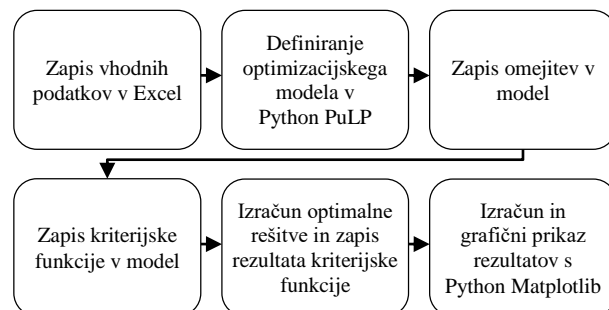 Zapis vhodnih
podatkov v Excel
Definiranje
optimizacijskega
modela v
Python PuLP
Zapis omejitev v
model
Zapis kriterijske
funkcije v model
Izračun optimalne
rešitve in zapis
rezultata kriterijske
funkcije
Izračun in
grafični prikaz
rezultatov s
Python Matplotlib